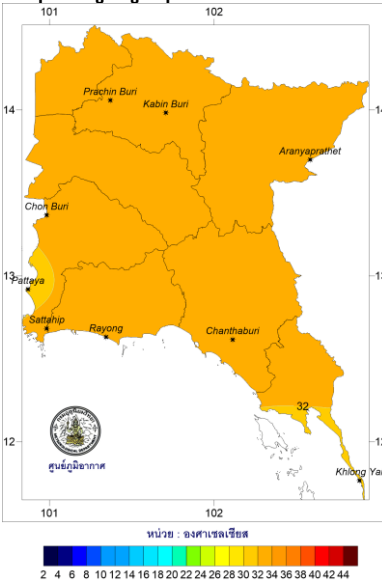 101 102
14 14
Prachin Buri
Kabin Buri
Aranyaprathet
Chon Buri
13 13
Pattaya
Sattahip
Rayong
Chanthaburi
32
12 12
ศูนย์ภูมิอากาศ
Khlong Yai
101 102
หน่วย : องศาเซลเซียส
2 4 6 8 10 12 14 16 18 20 22 24 26 28 30 32 34 36 38 40 42 44